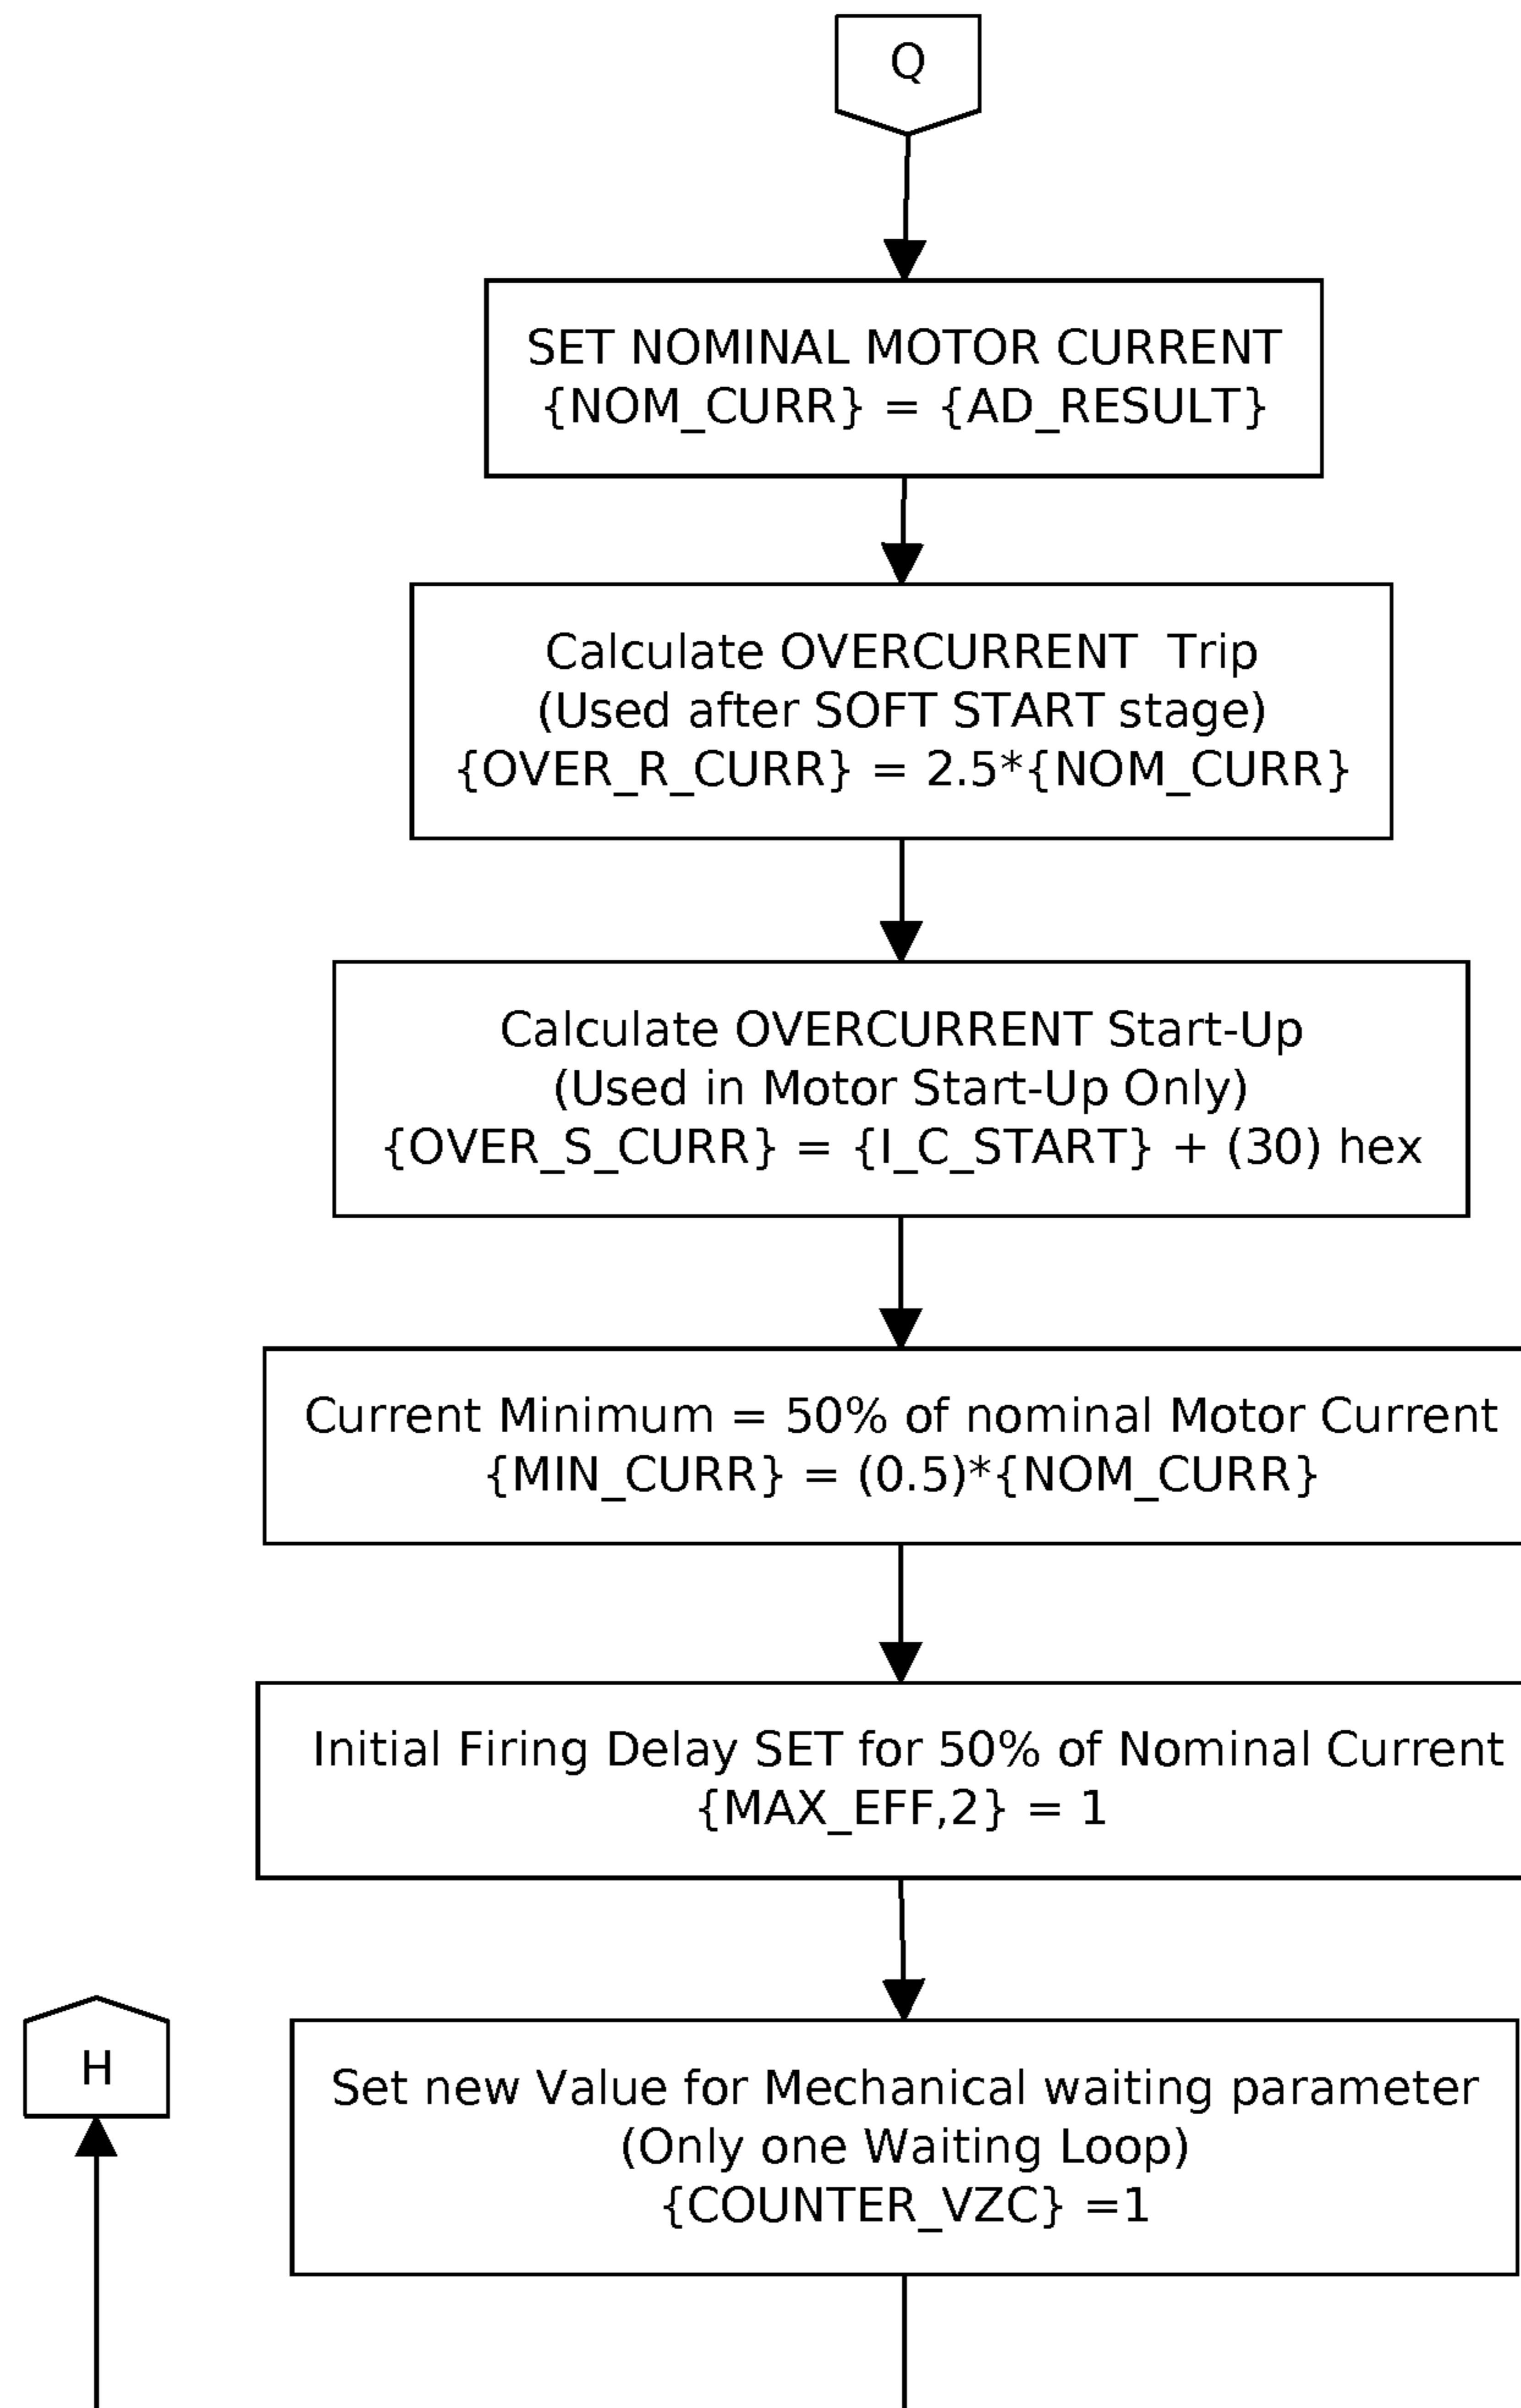 Q
SET NOMINAL MOTOR CURRENT
{NOM_CURR} = {AD_RESULT}
Calculate OVERCURRENT  Trip
(Used after SOFT START stage)
{OVER_R_CURR} = 2.5*{NOM_CURR}
Calculate OVERCURRENT Start-Up
(Used in Motor Start-Up Only)
{OVER_S_CURR} = {I_C_START} + (30) hex
Current Minimum = 50% of nominal Motor Current
{MIN_CURR} = (0.5)*{NOM_CURR}
Initial Firing Delay SET for 50% of Nominal Current
{MAX_EFF,2} = 1
H
Set new Value for Mechanical waiting parameter
(Only one Waiting Loop)
{COUNTER_VZC} =1